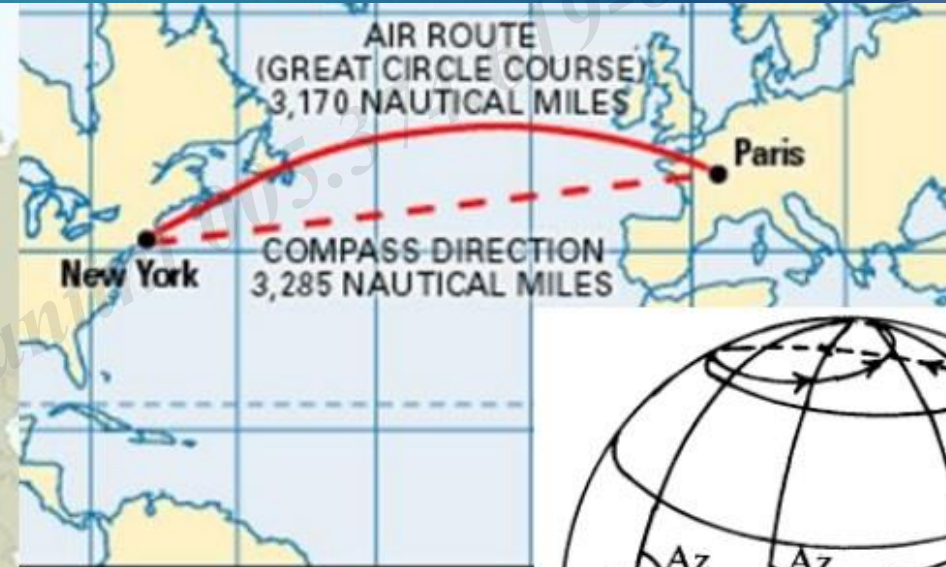 AIR ROUTE
(GREAT CIRCLE COURSE)
3,170 NAUTICAL MILES
Paris
New York
COMPASS DIRECTION
3,285 NAUTICAL MILES
Az
Az